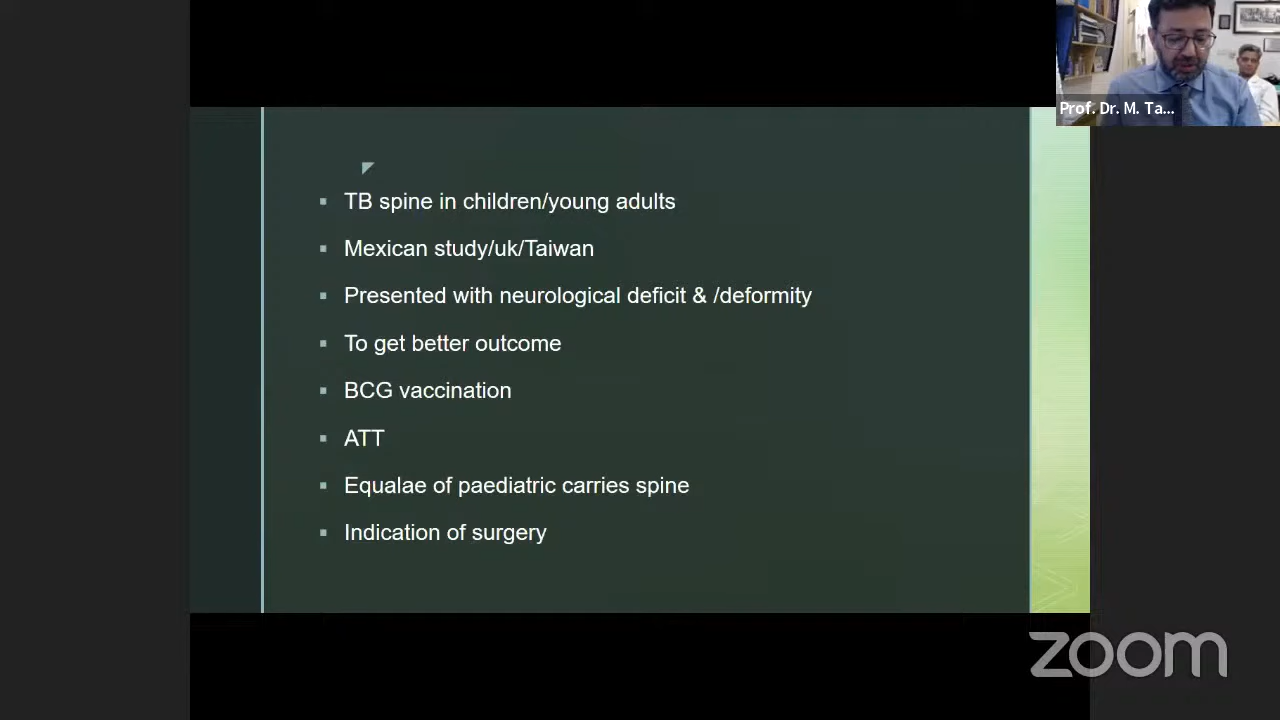 Prof. Dr. M. Ta...
TB spine in children/young adults
Mexican study/uk/Taiwan
Presented with neurological deficit & /deformity
To get better outcome
BCG vaccination
ATT
Equalae of paediatric carries spine
Indication of surgery
zoom